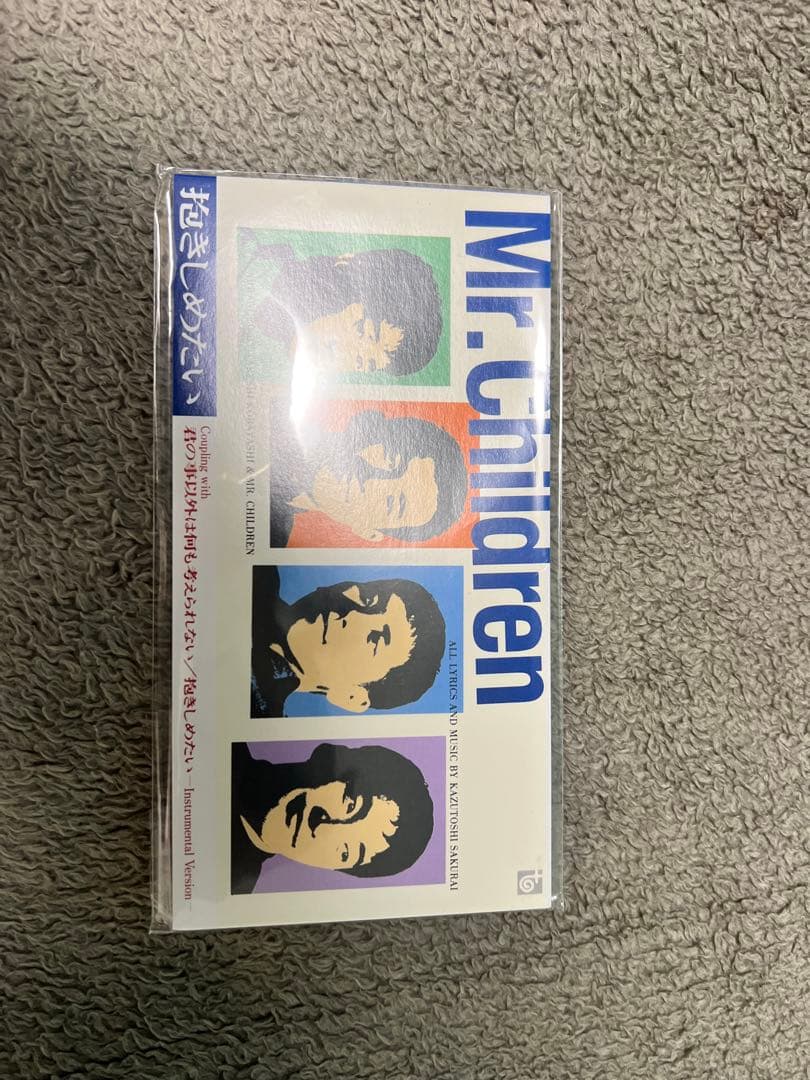 Mr.Children
ALL LYRICS AND MUSIC BY KAZUTOSHI SAKURAI
& MR. CHILDREN
抱きしめたい
Coupling with
君の事以外は何も考えられない／抱きしめたい —Instrumental Version—